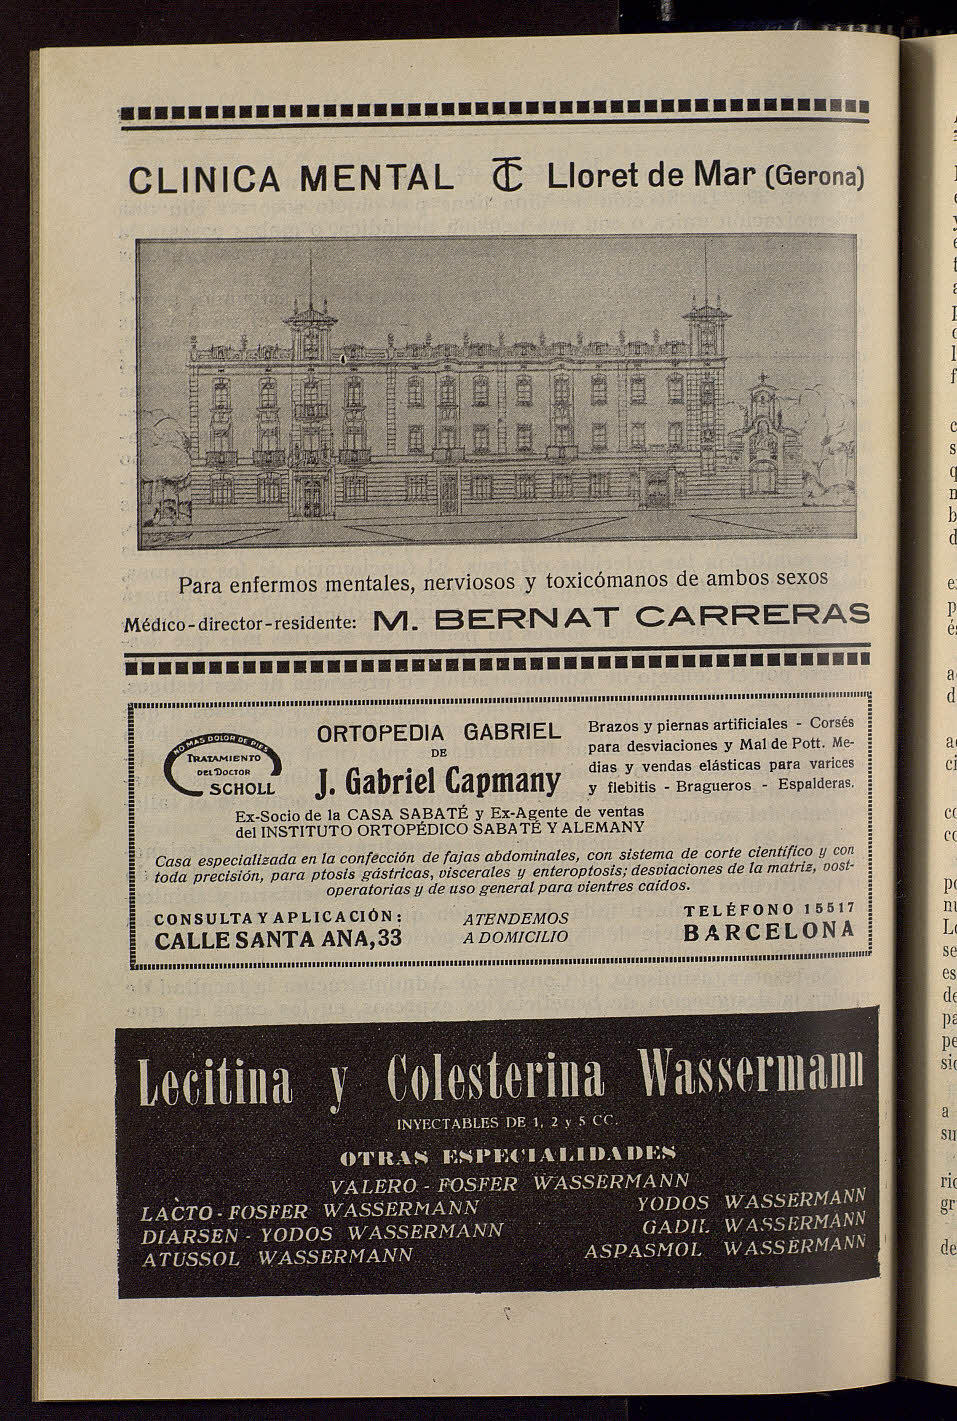 CLINICA MENTAL TC Lloret de Mar (Gerona)
Para enfermos mentales, nerviosos y toxicómanos de ambos sexos
Médico-director-residente: M. BERNAT CARRERAS
NO MAS DOLOR DE PIES
TRATAMIENTO
DEL DOCTOR
SCHOLL
ORTOPEDIA GABRIEL
DE
J. Gabriel Capmany
Brazos y piernas artificiales - Corsés
para desviaciones y Mal de Pott. Me-
dias y vendas elásticas para varices
y flebitis - Bragueros - Espalderas.
Ex-Socio de la CASA SABATÉ y Ex-Agente de ventas
del INSTITUTO ORTOPÉDICO SABATÉ Y ALEMANY
Casa especializada en la confección de fajas abdominales, con sistema de corte científico y con
toda precisión, para ptosis gástricas, viscerales y enteroptosis; desviaciones de la matriz, post-
operatorias y de uso general para vientres caídos.
CONSULTA Y APLICACIÓN:
CALLE SANTA ANA, 33
ATENDEMOS
A DOMICILIO
TELÉFONO 15517
BARCELONA
Lecitina y Colesterina Wassermann
INYECTABLES DE 1, 2 y 5 CC.
OTRAS ESPECIALIDADES
VALERO-FOSFER WASSERMANN
LACTO-FOSFER WASSERMANN
DIARSEN-YODOS WASSERMANN
ATUSSOL WASSERMANN
YODOS WASSERMANN
GADIL WASSERMANN
ASPASMOL WASSERMANN